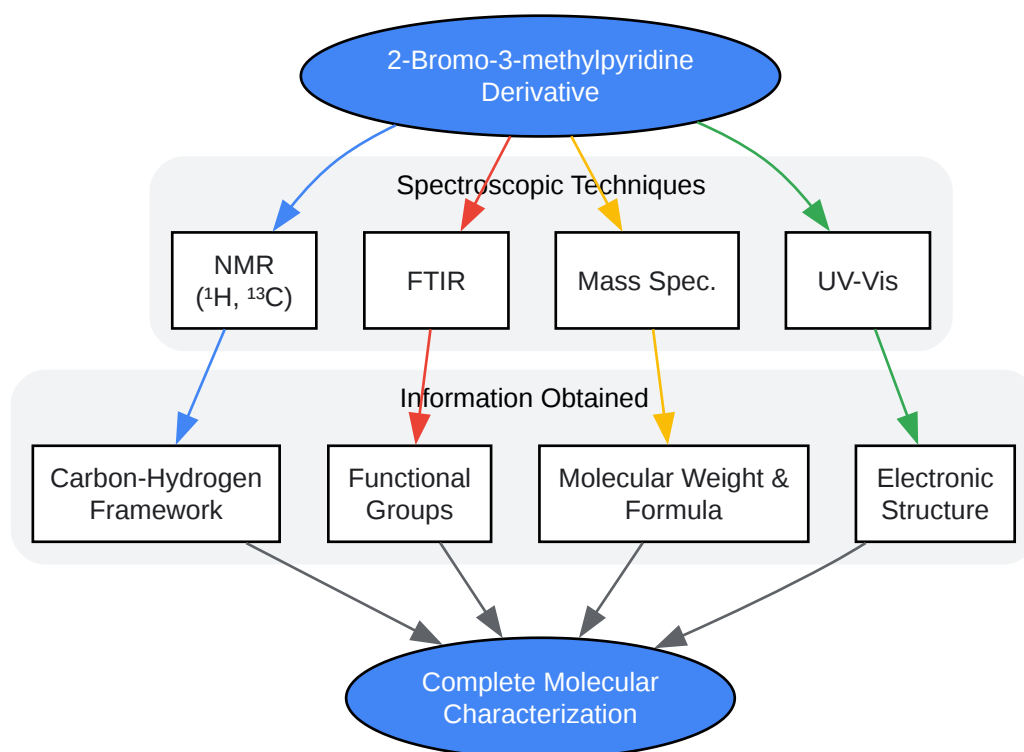 2-Bromo-3-methylpyridine
Derivative
Spectroscopic Techniques
NMR
(¹H, ¹³C)
FTIR
Mass Spec.
UV-Vis
Information Obtained
Carbon-Hydrogen
Framework
Functional
Groups
Molecular Weight &
Formula
Electronic
Structure
Complete Molecular
Characterization